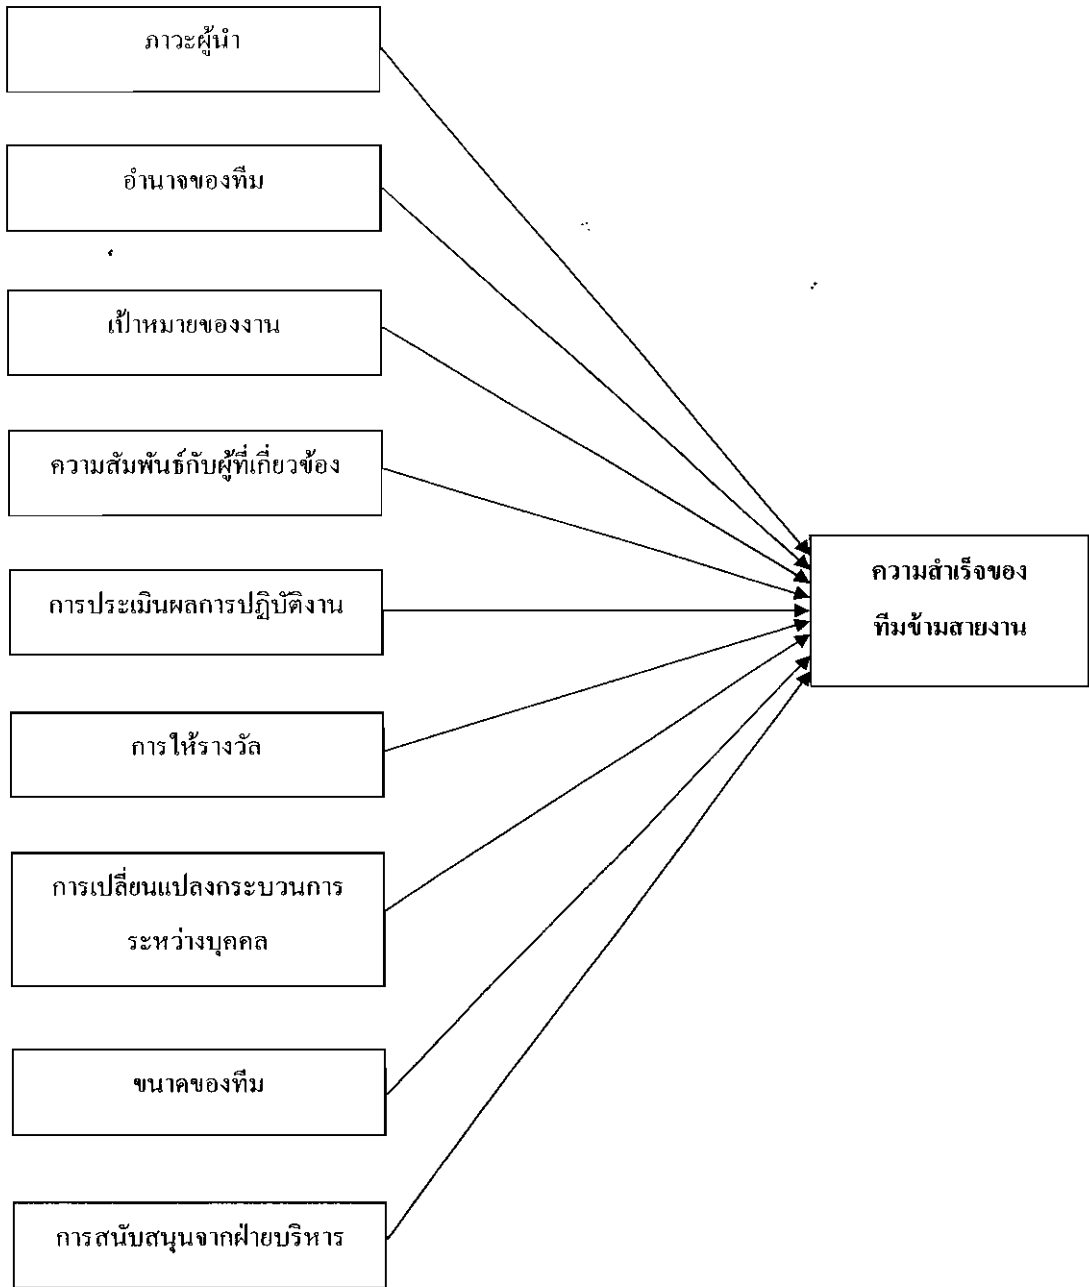 ภาวะผู้นำ
อำนาจของทีม
เป้าหมายของงาน
ความสัมพันธ์กับผู้ที่เกี่ยวข้อง
การประเมินผลการปฏิบัติงาน
การให้รางวัล
การเปลี่ยนแปลงกระบวนการ
ระหว่างบุคคล
ขนาดของทีม
การสนับสนุนจากฝ่ายบริหาร
ความสำเร็จของ
ทีมข้ามสายงาน